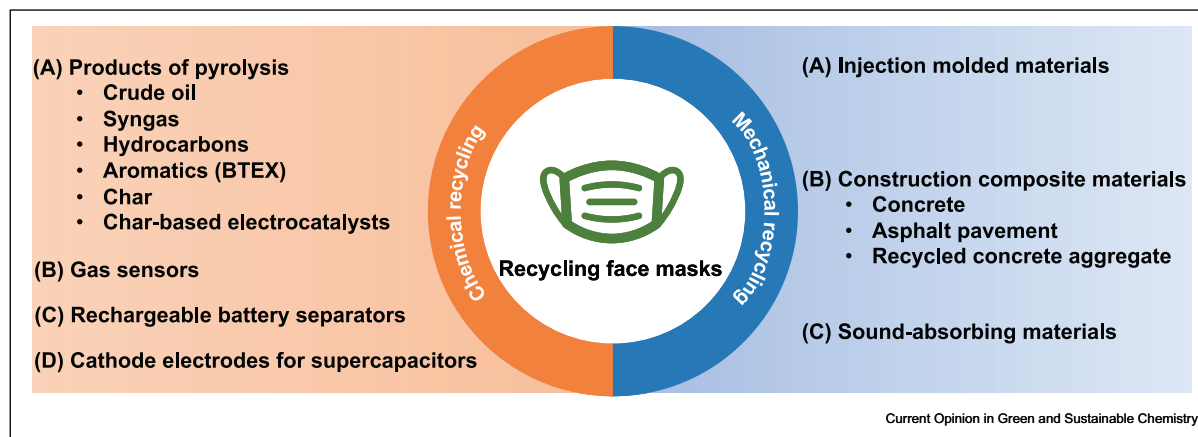 (A) Products of pyrolysis
• Crude oil
• Syngas
• Hydrocarbons
• Aromatics (BTEX)
• Char
• Char-based electrocatalysts
(B) Gas sensors
(C) Rechargeable battery separators
(D) Cathode electrodes for supercapacitors
Chemical recycling
Recycling face masks
Mechanical recycling
(A) Injection molded materials
(B) Construction composite materials
• Concrete
• Asphalt pavement
• Recycled concrete aggregate
(C) Sound-absorbing materials
Current Opinion in Green and Sustainable Chemistry